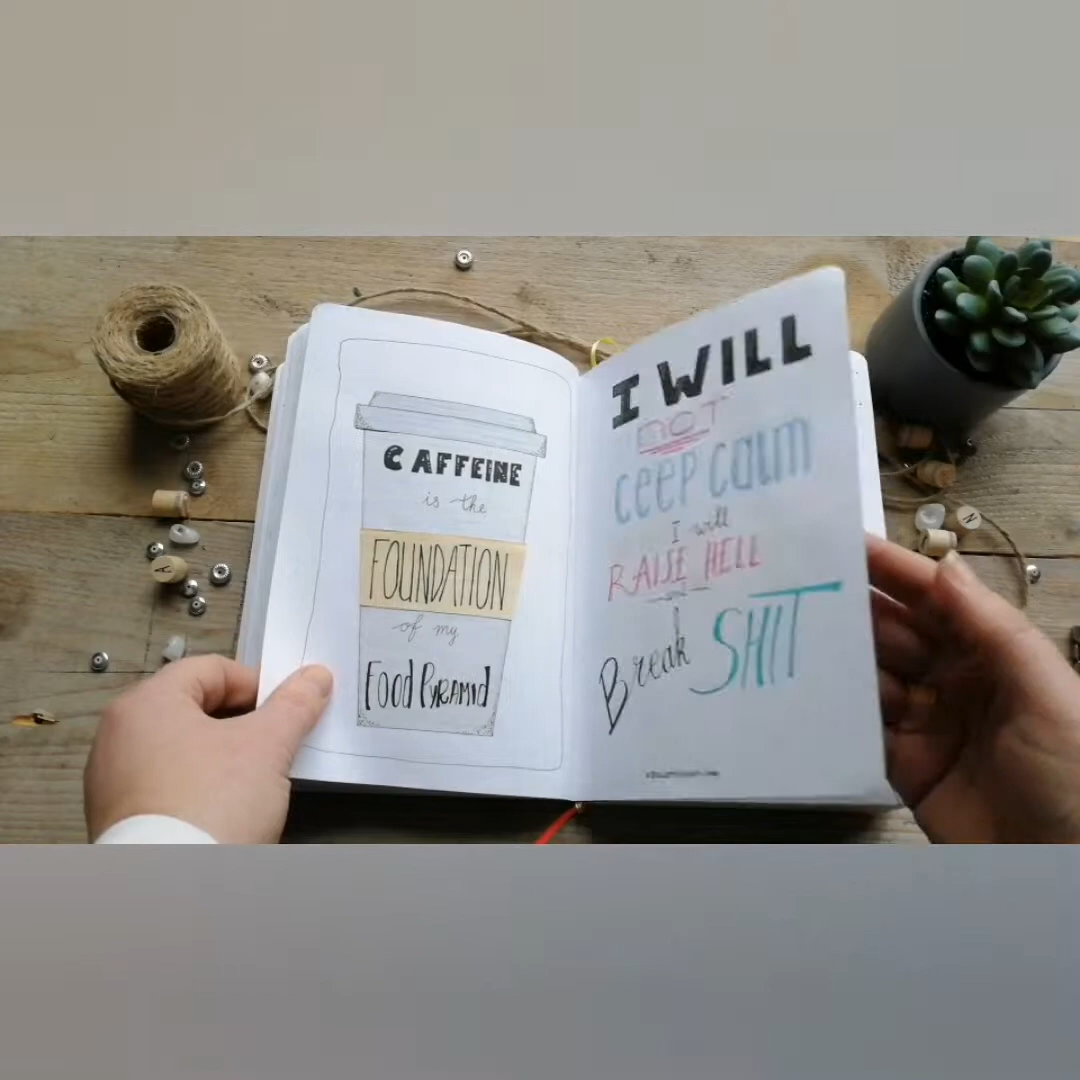 CAFFEINE
is the
FOUNDATION
of my
Food PYRAMID
I WILL
noT
CEEP CaLM
I will
RAISE HELL
Break SHIT
A
N